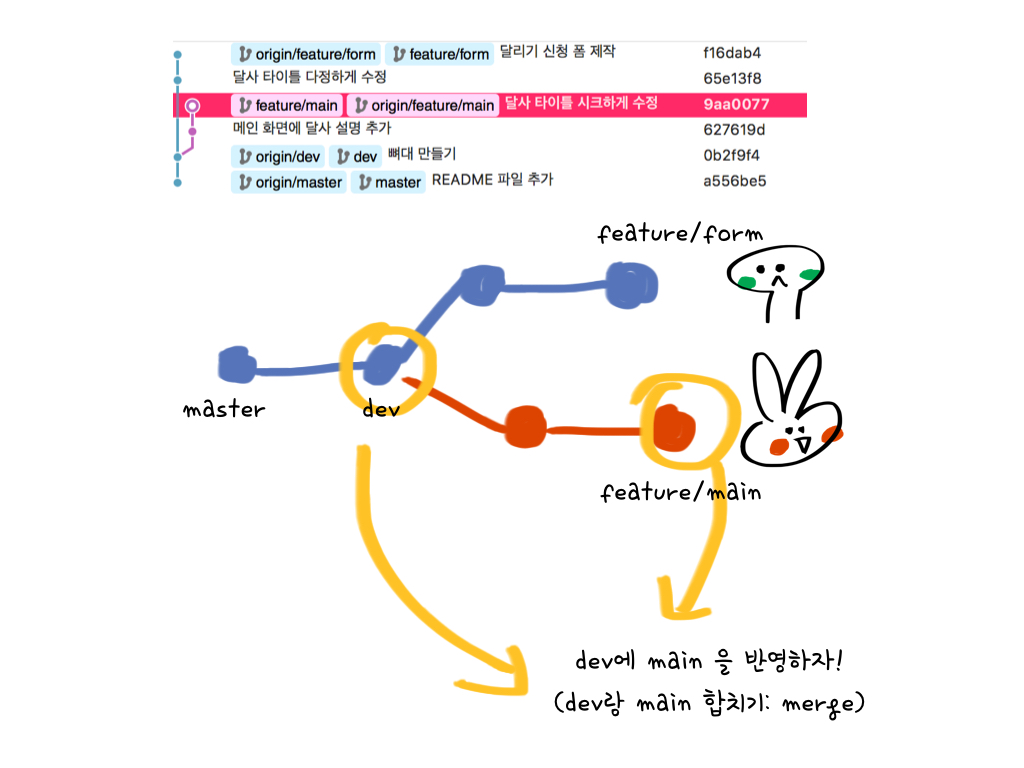 origin/feature/form feature/form 달리기 신청 폼 제작 f16dab4
달사 타이틀 다정하게 수정 65e13f8
feature/main origin/feature/main 달사 타이틀 시크하게 수정 9aa0077
메인 화면에 달사 설명 추가 627619d
origin/dev dev 뼈대 만들기 0b2f9f4
origin/master master README 파일 추가 a556be5
feature/form
master
dev
feature/main
dev에 main 을 반영하자!
(dev랑 main 합치기: merge)